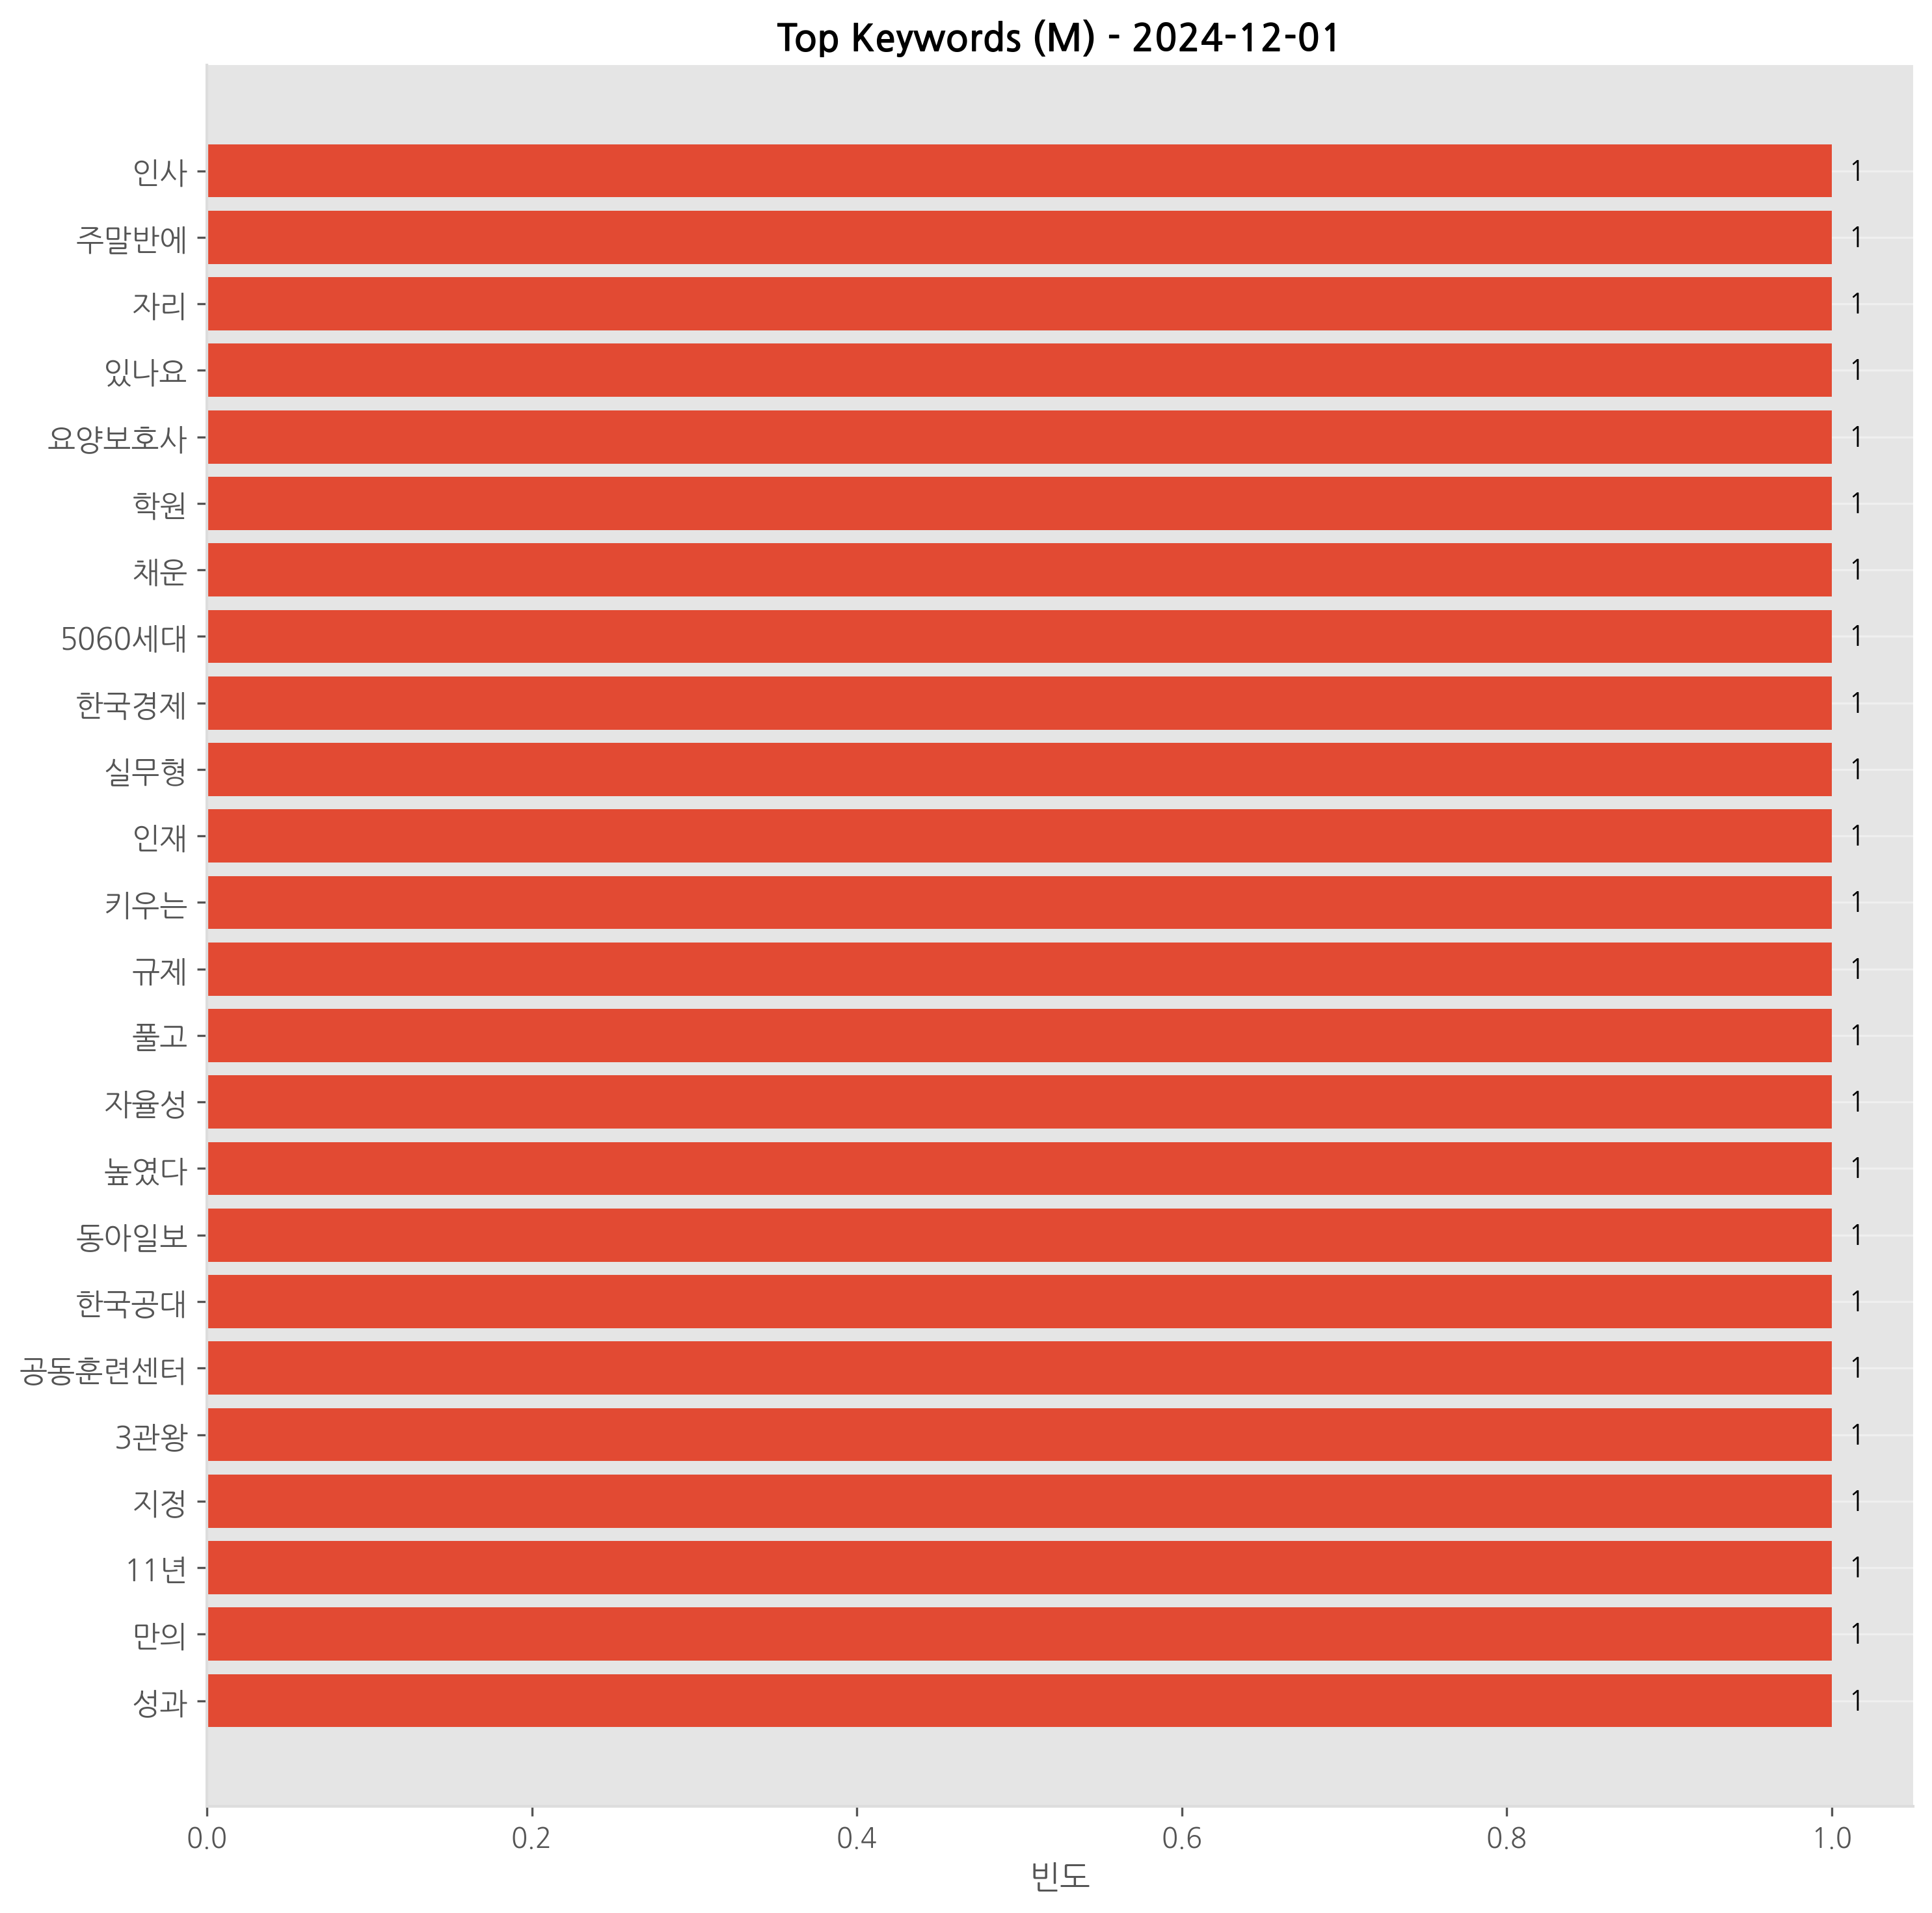 Top Keywords (M) - 2024-12-01
인사 1
주말반에 1
자리 1
있나요 1
요양보호사 1
학원 1
채운 1
5060세대 1
한국경제 1
실무형 1
인재 1
키우는 1
규제 1
풀고 1
자율성 1
높였다 1
동아일보 1
한국공대 1
공동훈련센터 1
3관왕 1
지정 1
11년 1
만의 1
성과 1
0.0 0.2 0.4 0.6 0.8 1.0
빈도